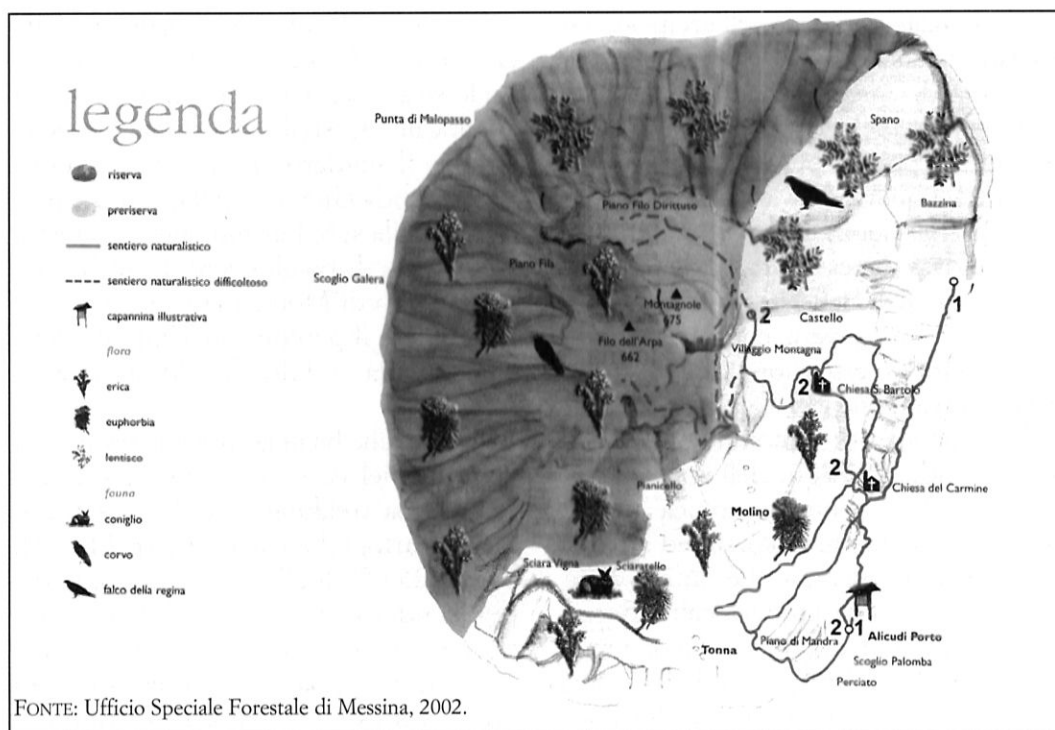 legenda
riserva
preriserva
sentiero naturalistico
sentiero naturalistico difficoltoso
capannina illustrativa
flora
erica
euphorbia
lentisco
fauna
coniglio
corvo
falco della regina
Punta di Malopasso
Spano
Bazzina
Piano Filo Dirittuso
Scoglio Galera
Piano Fila
Montagnole
675
1
2
Castello
Filo dell'Arpa
662
Villaggio Montagna
2
Chiesa S. Bartolo
2
Chiesa del Carmine
Pianicello
Molino
Sciara Vigna
Sciaratello
2
1
Alicudi Porto
Tonna
Piano di Mandra
Scoglio Palomba
Perciato
FONTE: Ufficio Speciale Forestale di Messina, 2002.